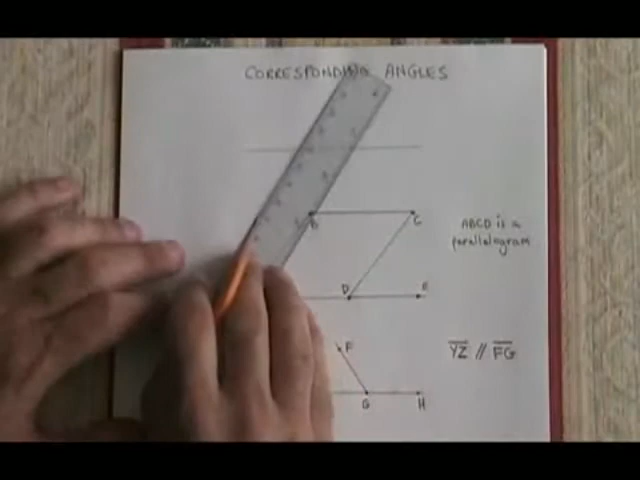 CORRESPONDING ANGLES
B C
ABCD is a
parallelogram
D E
F
YZ // FG
G H